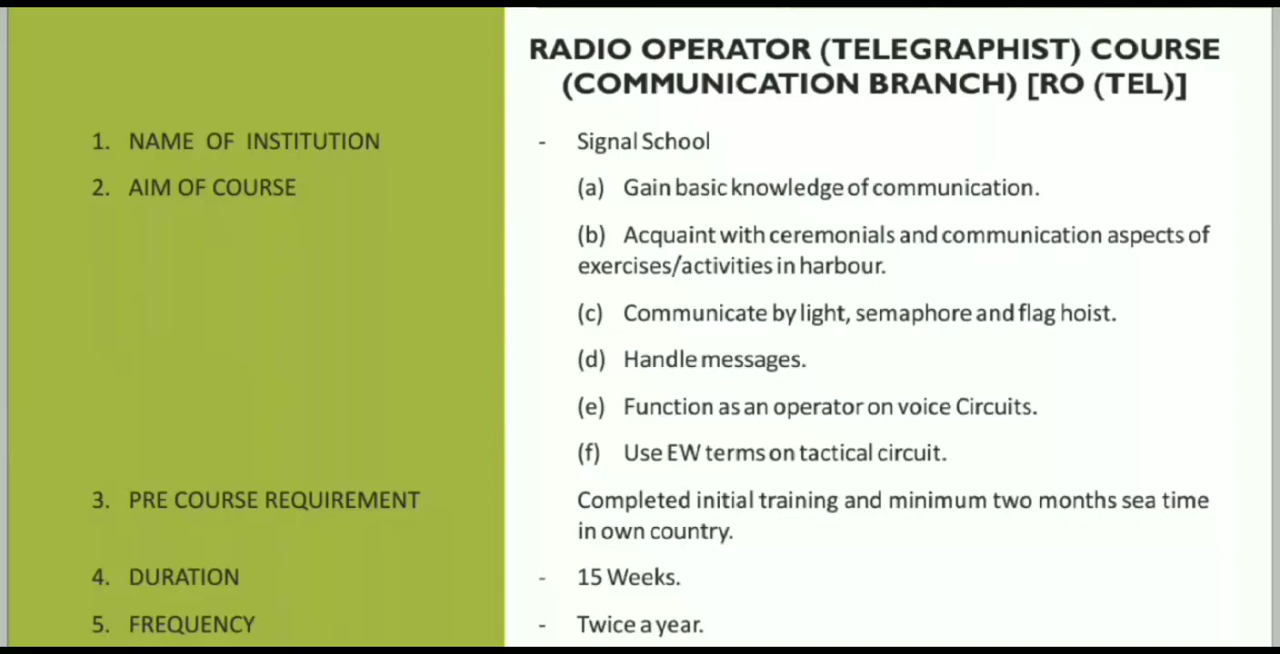 RADIO OPERATOR (TELEGRAPHIST) COURSE
(COMMUNICATION BRANCH) [RO (TEL)]
1. NAME OF INSTITUTION - Signal School
2. AIM OF COURSE (a) Gain basic knowledge of communication.
(b) Acquaint with ceremonials and communication aspects of
exercises/activities in harbour.
(c) Communicate by light, semaphore and flag hoist.
(d) Handle messages.
(e) Function as an operator on voice Circuits.
(f) Use EW terms on tactical circuit.
3. PRE COURSE REQUIREMENT Completed initial training and minimum two months sea time
in own country.
4. DURATION - 15 Weeks.
5. FREQUENCY - Twice a year.